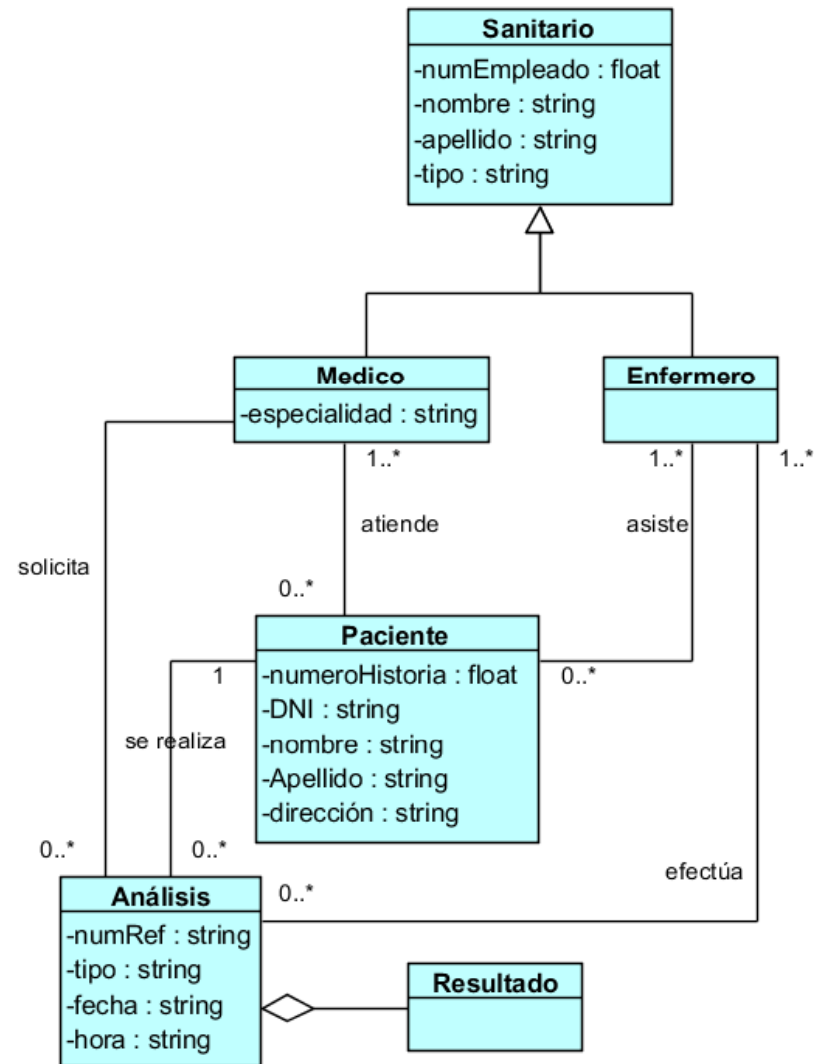 Sanitario
-numEmpleado : float
-nombre : string
-apellido : string
-tipo : string
Medico
-especialidad : string
Enfermero
1..*
1..*
1..*
atiende
asiste
solicita
0..*
Paciente
-numeroHistoria : float
-DNI : string
-nombre : string
-Apellido : string
-dirección : string
1
0..*
se realiza
0..*
0..*
efectúa
Análisis
-numRef : string
-tipo : string
-fecha : string
-hora : string
0..*
Resultado